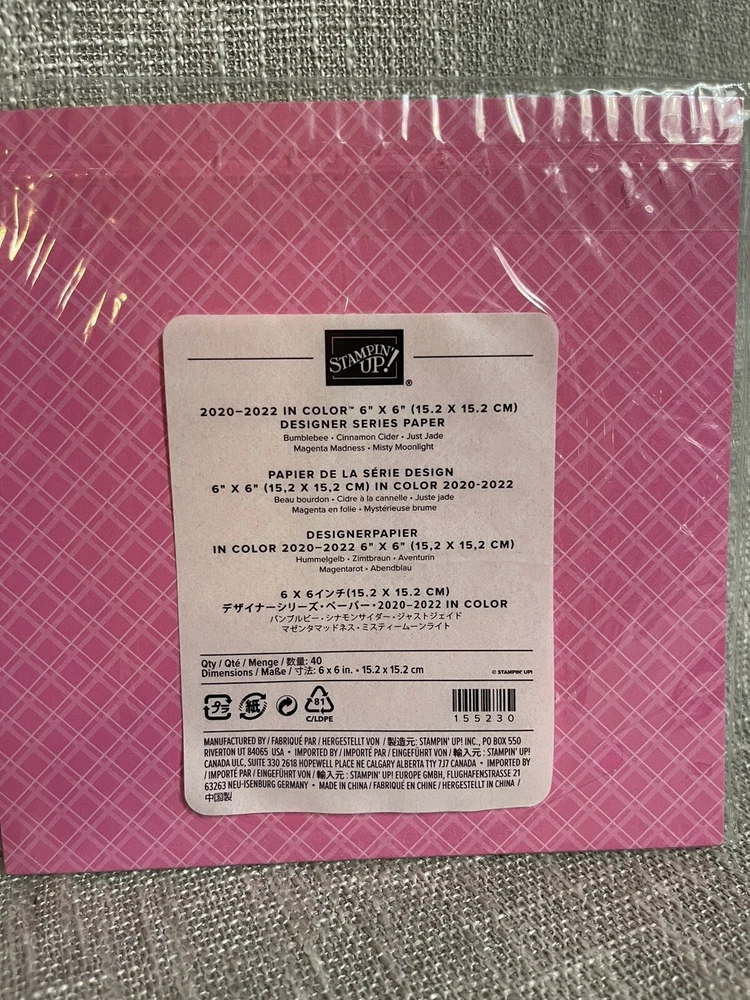 STAMPIN' UP!®
2020–2022 IN COLOR™ 6" X 6" (15.2 X 15.2 CM)
DESIGNER SERIES PAPER
Bumblebee • Cinnamon Cider • Just Jade
Magenta Madness • Misty Moonlight
PAPIER DE LA SÉRIE DESIGN
6" X 6" (15,2 X 15,2 CM) IN COLOR 2020-2022
Beau bourdon • Cidre à la cannelle • Juste jade
Magenta en folie • Mystérieuse brume
DESIGNERPAPIER
IN COLOR 2020–2022 6" X 6" (15,2 X 15,2 CM)
Hummelgelb • Zimtbraun • Aventurin
Magentarot • Abendblau
6 X 6インチ(15.2 X 15.2 CM)
デザイナーシリーズ・ペーパー・2020–2022 IN COLOR
バンブルビー・シナモンサイダー・ジャストジェイド
マゼンタマッドネス・ミスティームーンライト
Qty / Qté / Menge / 数量: 40
Dimensions / Maße / 寸法: 6 x 6 in. • 15.2 x 15.2 cm
© STAMPIN' UP!
プラ 紙 81
C/LDPE
155230
MANUFACTURED BY / FABRIQUÉ PAR / HERGESTELLT VON / 製造元: STAMPIN' UP! INC., PO BOX 550
RIVERTON UT 84065 USA • IMPORTED BY / IMPORTÉ PAR / EINGEFÜHRT VON / 輸入元: STAMPIN' UP!
CANADA ULC, SUITE 330 2618 HOPEWELL PLACE NE CALGARY ALBERTA T1Y 7J7 CANADA • IMPORTED BY
/ IMPORTÉ PAR / EINGEFÜHRT VON / 輸入元: STAMPIN' UP! EUROPE GMBH, FLUGHAFENSTRASSE 21
63263 NEU-ISENBURG GERMANY • MADE IN CHINA / FABRIQUÉ EN CHINE / HERGESTELLT IN CHINA /
中国製